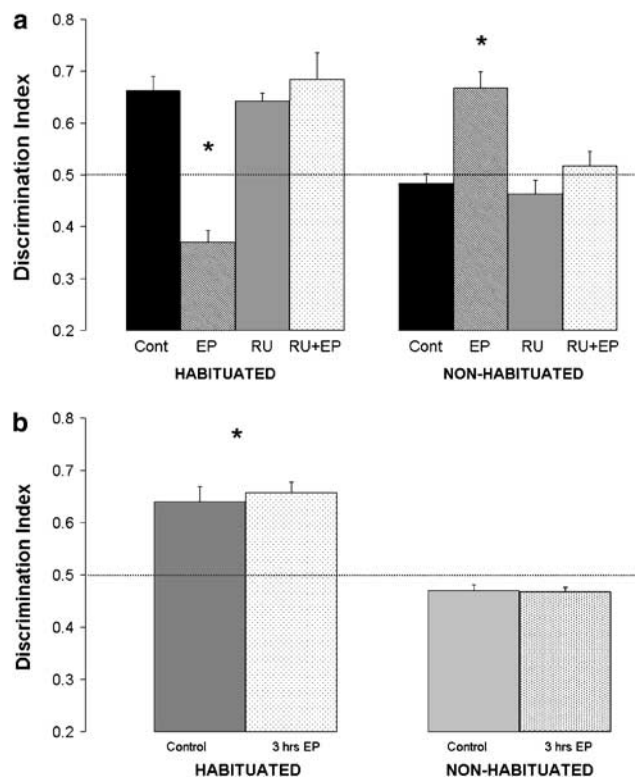 a
0.8
0.7
0.6
0.5
0.4
0.3
0.2
Discrimination Index
*
*
Cont EP RU RU+EP Cont EP RU RU+EP
HABITUATED NON-HABITUATED
b
0.8
0.7
0.6
0.5
0.4
0.3
0.2
Discrimination Index
*
Control 3 hrs EP Control 3 hrs EP
HABITUATED NON-HABITUATED